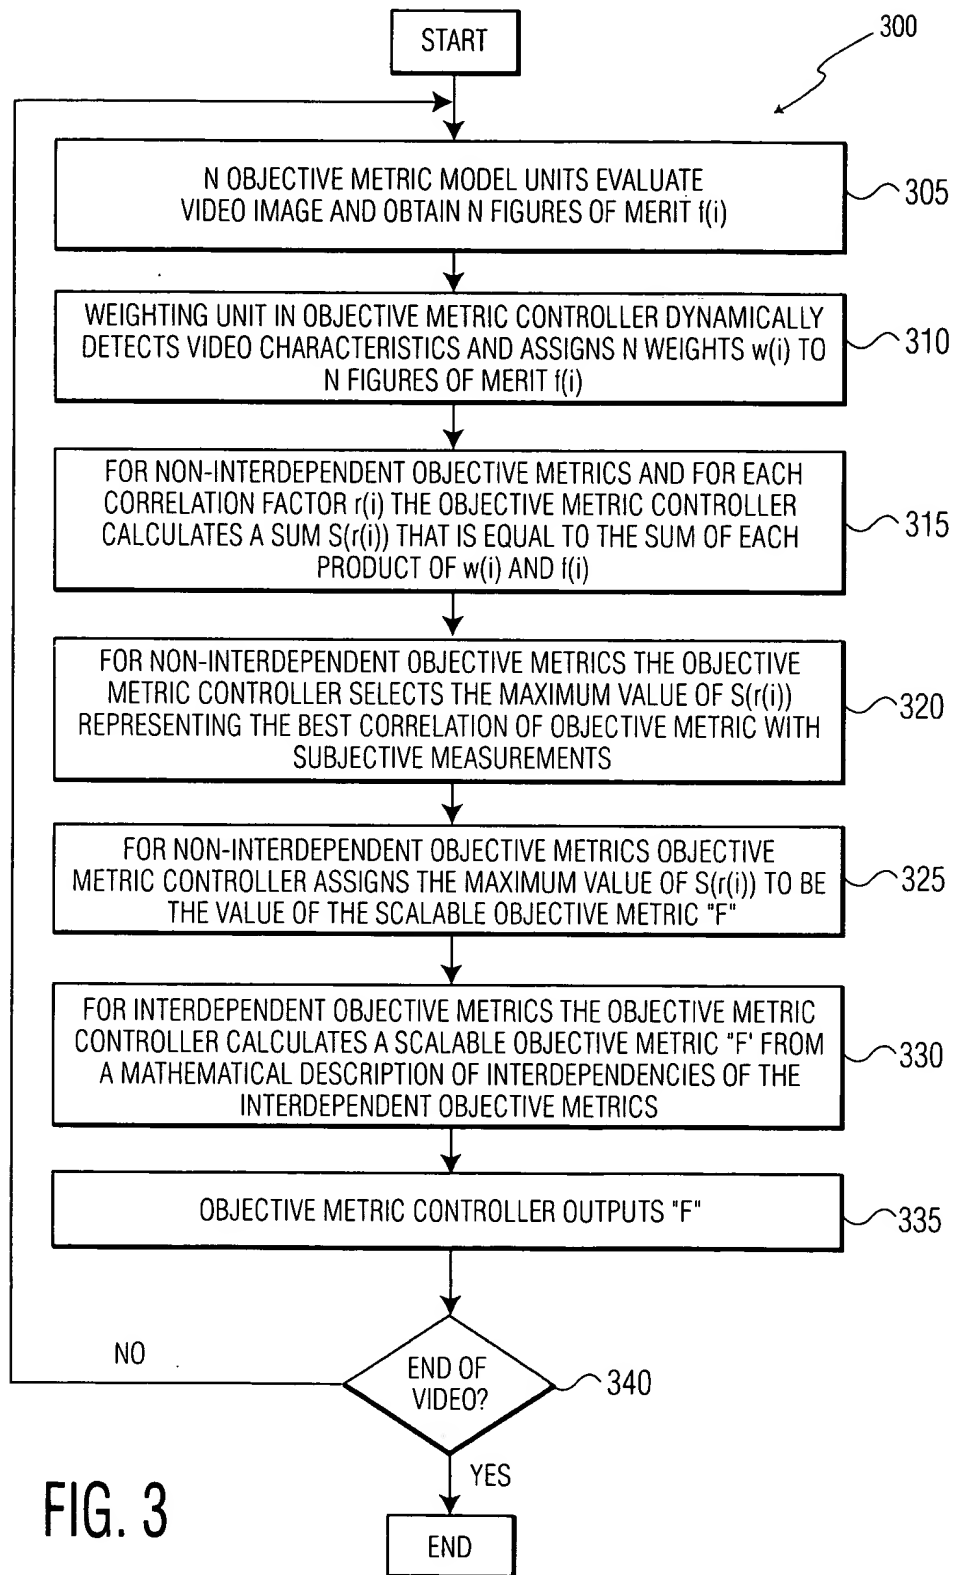 START
300
N OBJECTIVE METRIC MODEL UNITS EVALUATE
VIDEO IMAGE AND OBTAIN N FIGURES OF MERIT f(i)
305
WEIGHTING UNIT IN OBJECTIVE METRIC CONTROLLER DYNAMICALLY
DETECTS VIDEO CHARACTERISTICS AND ASSIGNS N WEIGHTS w(i) TO
N FIGURES OF MERIT f(i)
310
FOR NON-INTERDEPENDENT OBJECTIVE METRICS AND FOR EACH
CORRELATION FACTOR r(i) THE OBJECTIVE METRIC CONTROLLER
CALCULATES A SUM S(r(i)) THAT IS EQUAL TO THE SUM OF EACH
PRODUCT OF w(i) AND f(i)
315
FOR NON-INTERDEPENDENT OBJECTIVE METRICS THE OBJECTIVE
METRIC CONTROLLER SELECTS THE MAXIMUM VALUE OF S(r(i))
REPRESENTING THE BEST CORRELATION OF OBJECTIVE METRIC WITH
SUBJECTIVE MEASUREMENTS
320
FOR NON-INTERDEPENDENT OBJECTIVE METRICS OBJECTIVE
METRIC CONTROLLER ASSIGNS THE MAXIMUM VALUE OF S(r(i)) TO BE
THE VALUE OF THE SCALABLE OBJECTIVE METRIC "F"
325
FOR INTERDEPENDENT OBJECTIVE METRICS THE OBJECTIVE METRIC
CONTROLLER CALCULATES A SCALABLE OBJECTIVE METRIC "F' FROM
A MATHEMATICAL DESCRIPTION OF INTERDEPENDENCIES OF THE
INTERDEPENDENT OBJECTIVE METRICS
330
OBJECTIVE METRIC CONTROLLER OUTPUTS "F"
335
NO
END OF
VIDEO?
340
YES
END
FIG. 3